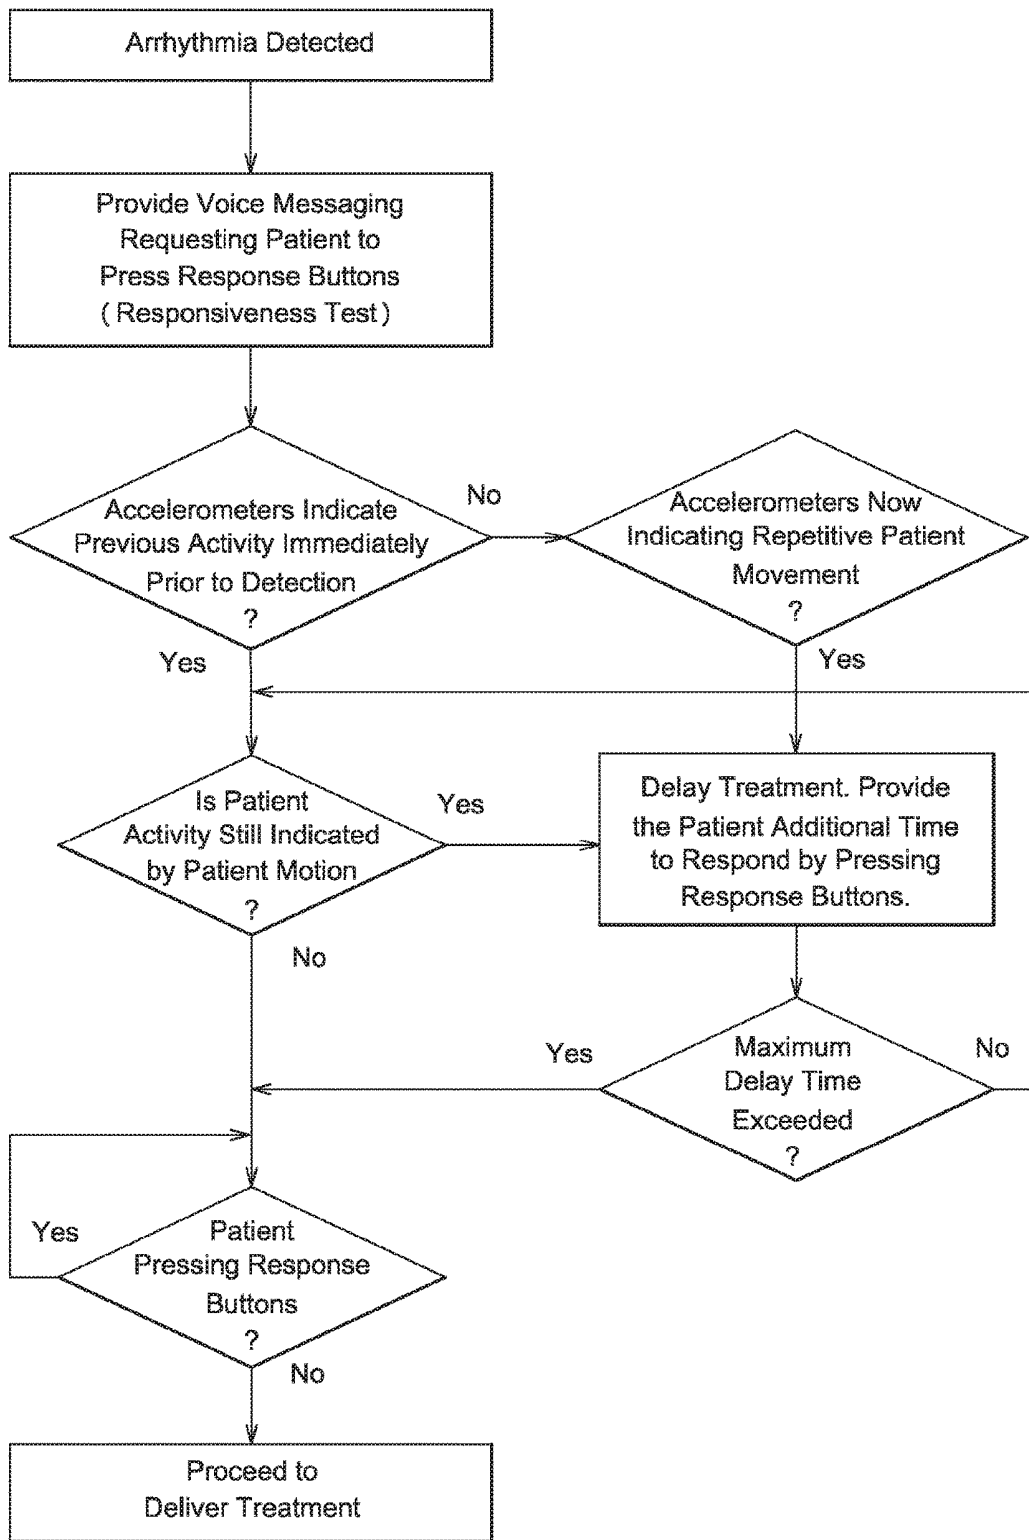 Arrhythmia Detected
Provide Voice Messaging
Requesting Patient to
Press Response Buttons
( Responsiveness Test )
Accelerometers Indicate
Previous Activity Immediately
Prior to Detection
?
No
Accelerometers Now
Indicating Repetitive Patient
Movement
?
Yes
Yes
Is Patient
Activity Still Indicated
by Patient Motion
?
Yes
No
Delay Treatment. Provide
the Patient Additional Time
to Respond by Pressing
Response Buttons.
Maximum
Delay Time
Exceeded
?
Yes
No
Patient
Pressing Response
Buttons
?
Yes
No
Proceed to
Deliver Treatment